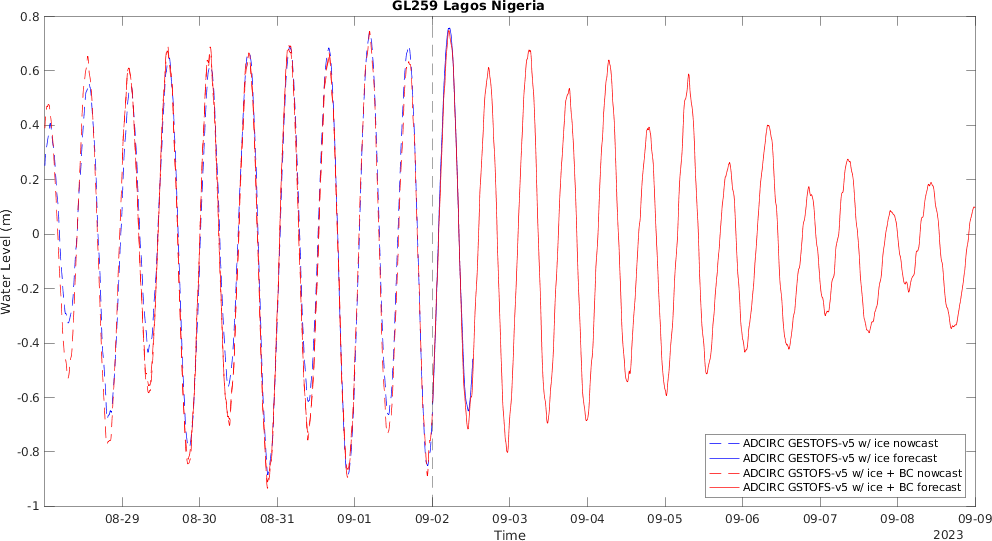 GL259 Lagos Nigeria
Water Level (m)
0.8
0.6
0.4
0.2
0
-0.2
-0.4
-0.6
-0.8
-1
08-29 08-30 08-31 09-01 09-02 09-03 09-04 09-05 09-06 09-07 09-08 09-09
Time
2023
ADCIRC GESTOFS-v5 w/ ice nowcast
ADCIRC GESTOFS-v5 w/ ice forecast
ADCIRC GSTOFS-v5 w/ ice + BC nowcast
ADCIRC GSTOFS-v5 w/ ice + BC forecast